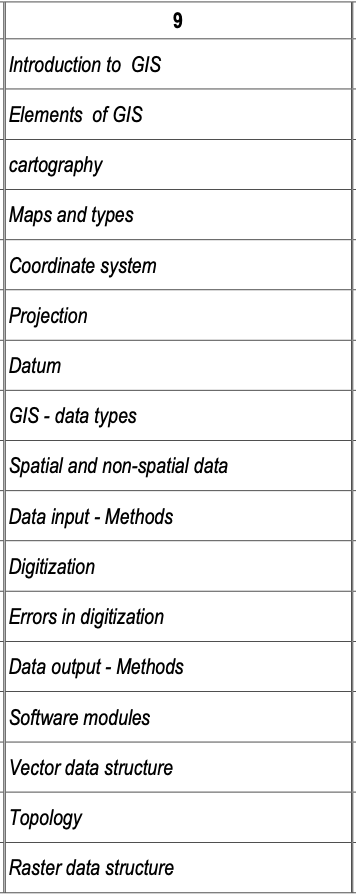 9
Introduction to  GIS
Elements  of GIS
cartography
Maps and types
Coordinate system
Projection
Datum
GIS - data types
Spatial and non-spatial data
Data input - Methods
Digitization
Errors in digitization
Data output - Methods
Software modules
Vector data structure
Topology
Raster data structure